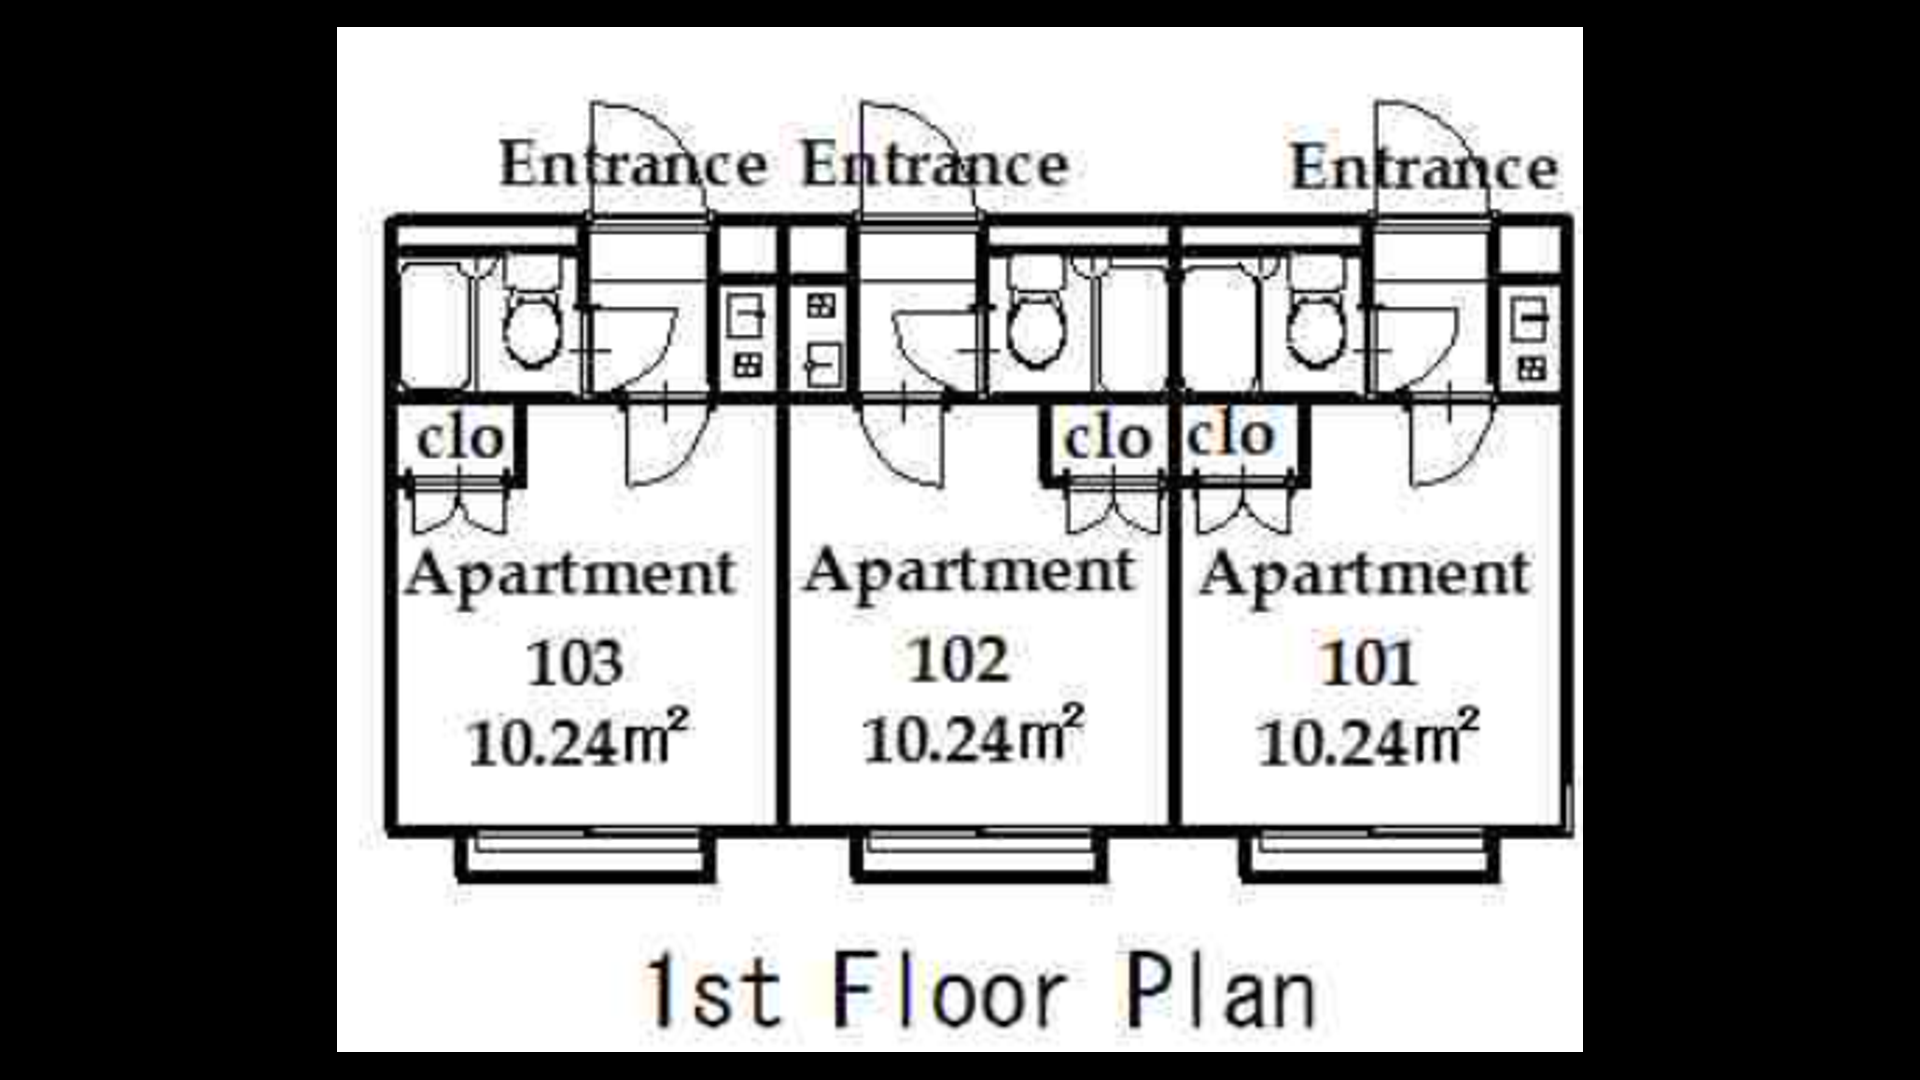 Entrance Entrance Entrance
clo clo clo
Apartment Apartment Apartment
103 102 101
10.24m² 10.24m² 10.24m²
1st Floor Plan